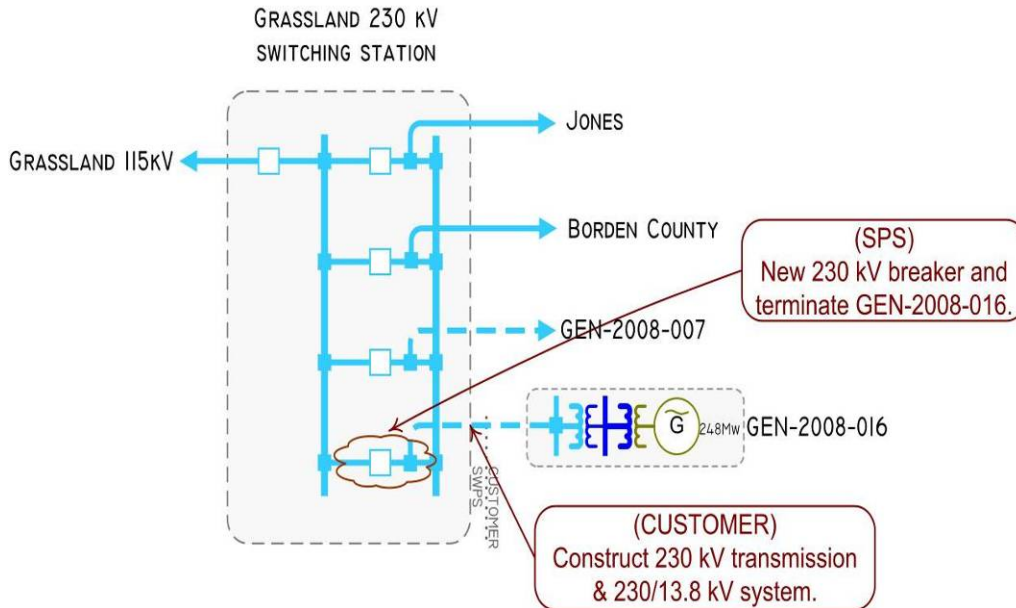 GRASSLAND 230 KV
SWITCHING STATION
JONES
GRASSLAND 115KV
BORDEN COUNTY
(SPS)
New 230 kV breaker and
terminate GEN-2008-016.
GEN-2008-007
G
248MW
GEN-2008-016
CUSTOMER
SWPS
(CUSTOMER)
Construct 230 kV transmission
& 230/13.8 kV system.